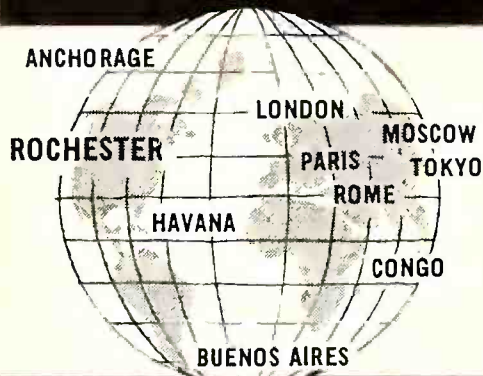 ANCHORAGE
LONDON
ROCHESTER
MOSCOW
PARIS
TOKYO
ROME
HAVANA
CONGO
BUENOS AIRES